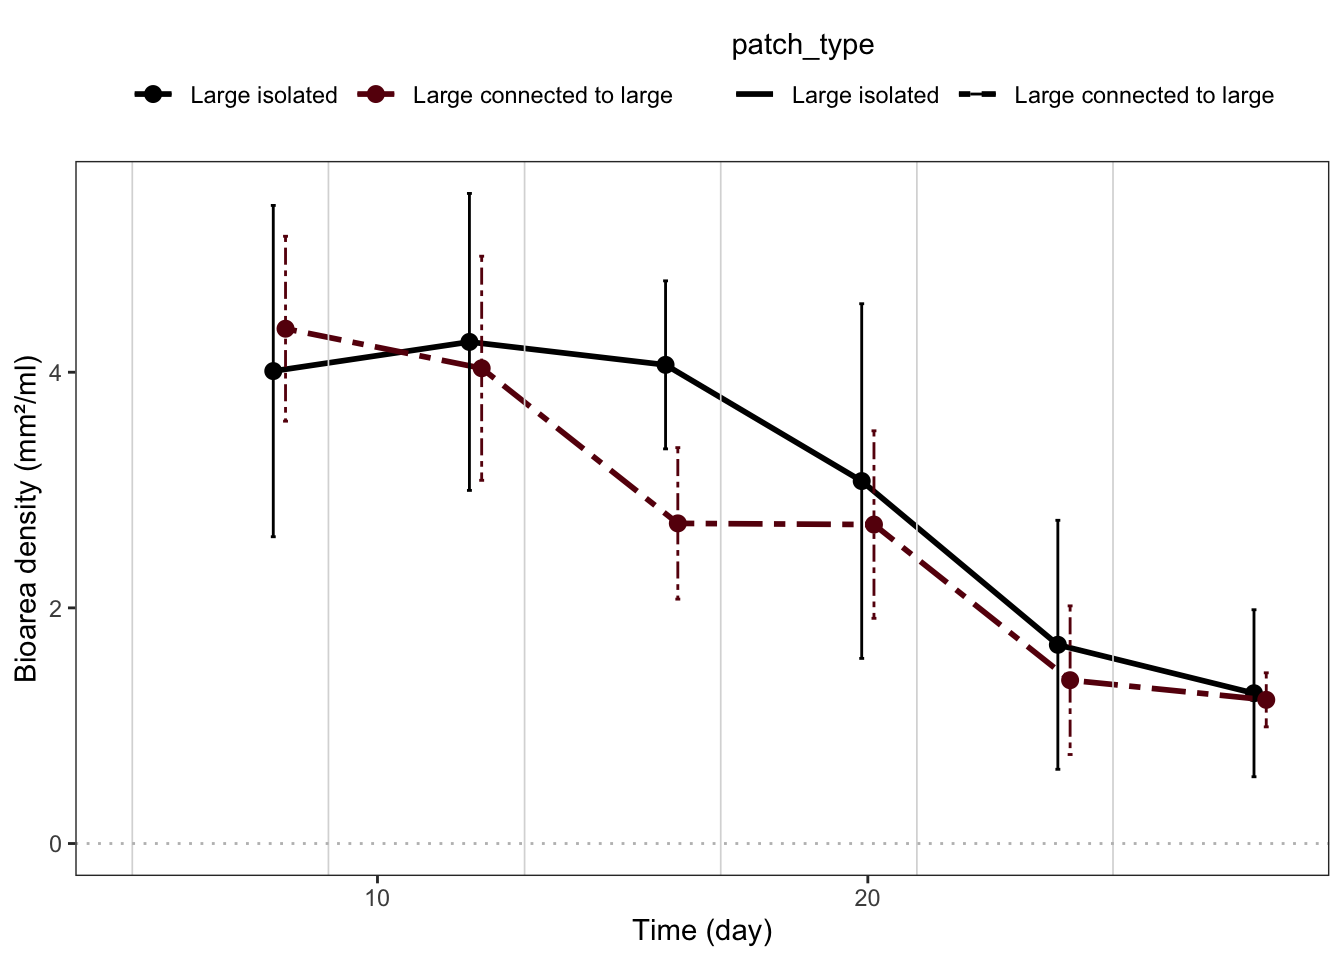 patch_type
Large isolated Large connected to large Large isolated Large connected to large
Bioarea density (mm²/ml)
4
2
0
10 20
Time (day)